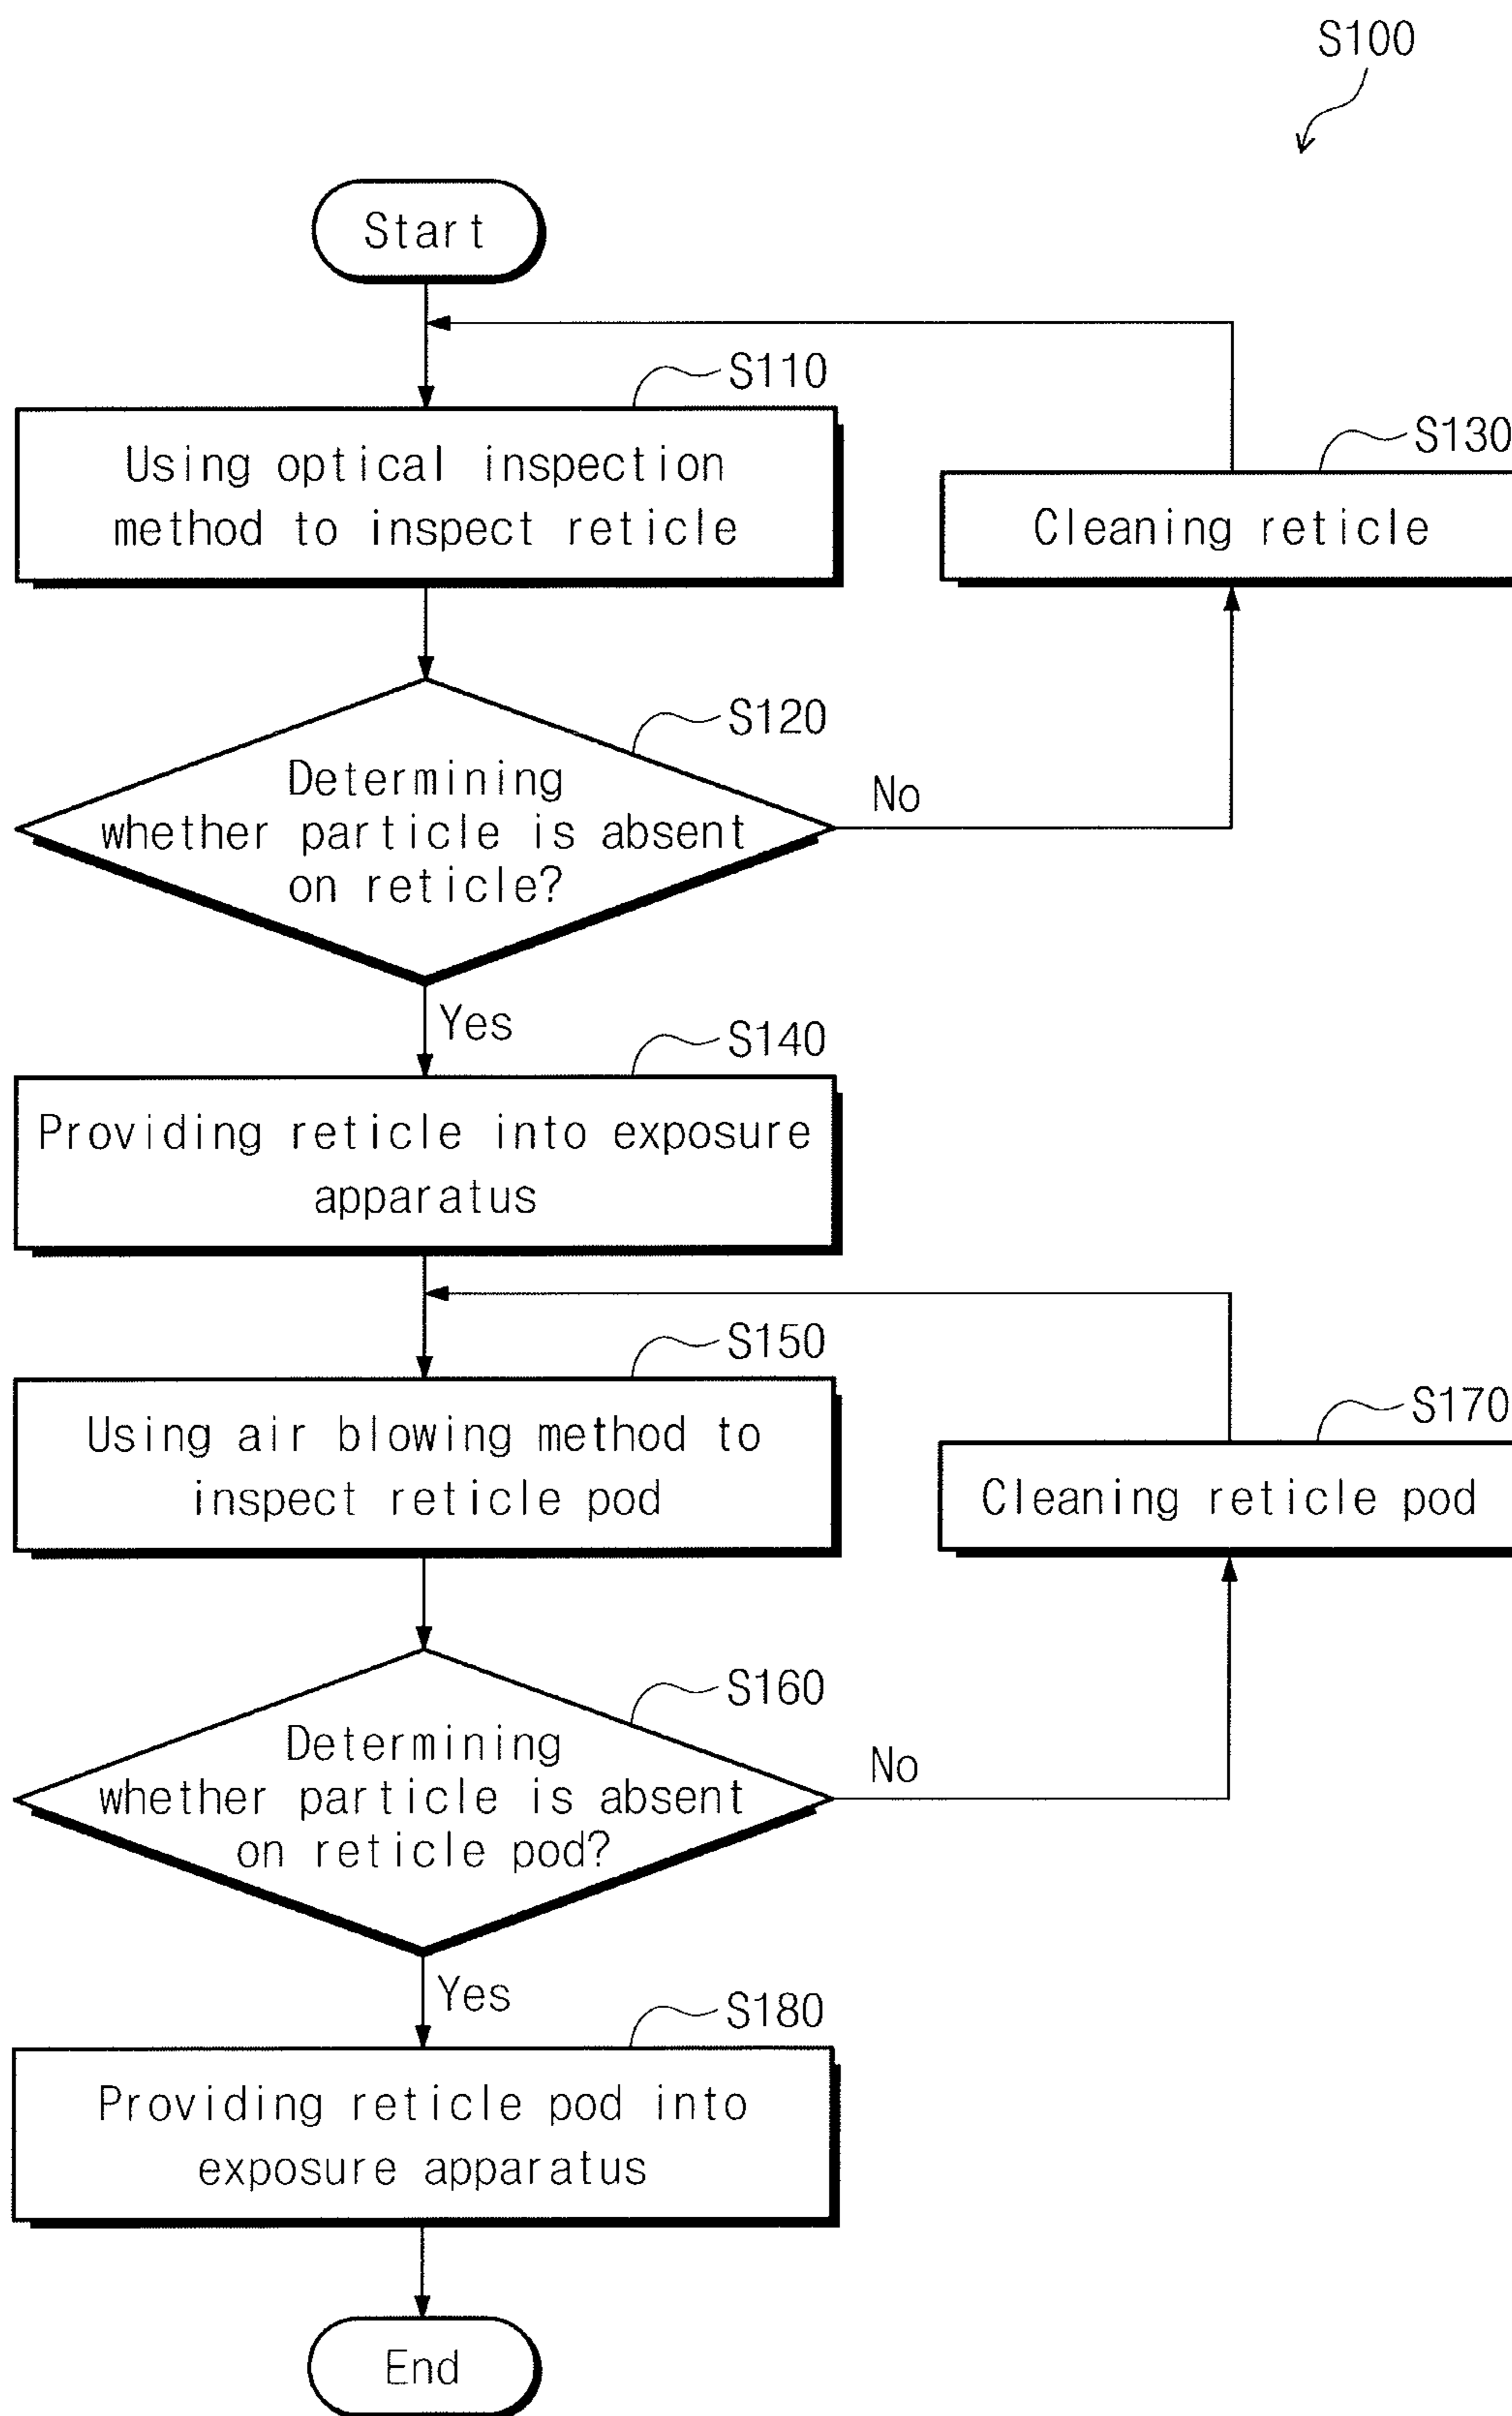 S100
Start
S110
Using optical inspection
method to inspect reticle
S130
Cleaning reticle
S120
Determining
whether particle is absent
on reticle?
No
Yes
S140
Providing reticle into exposure
apparatus
S150
Using air blowing method to
inspect reticle pod
S170
Cleaning reticle pod
S160
Determining
whether particle is absent
on reticle pod?
No
Yes
S180
Providing reticle pod into
exposure apparatus
End